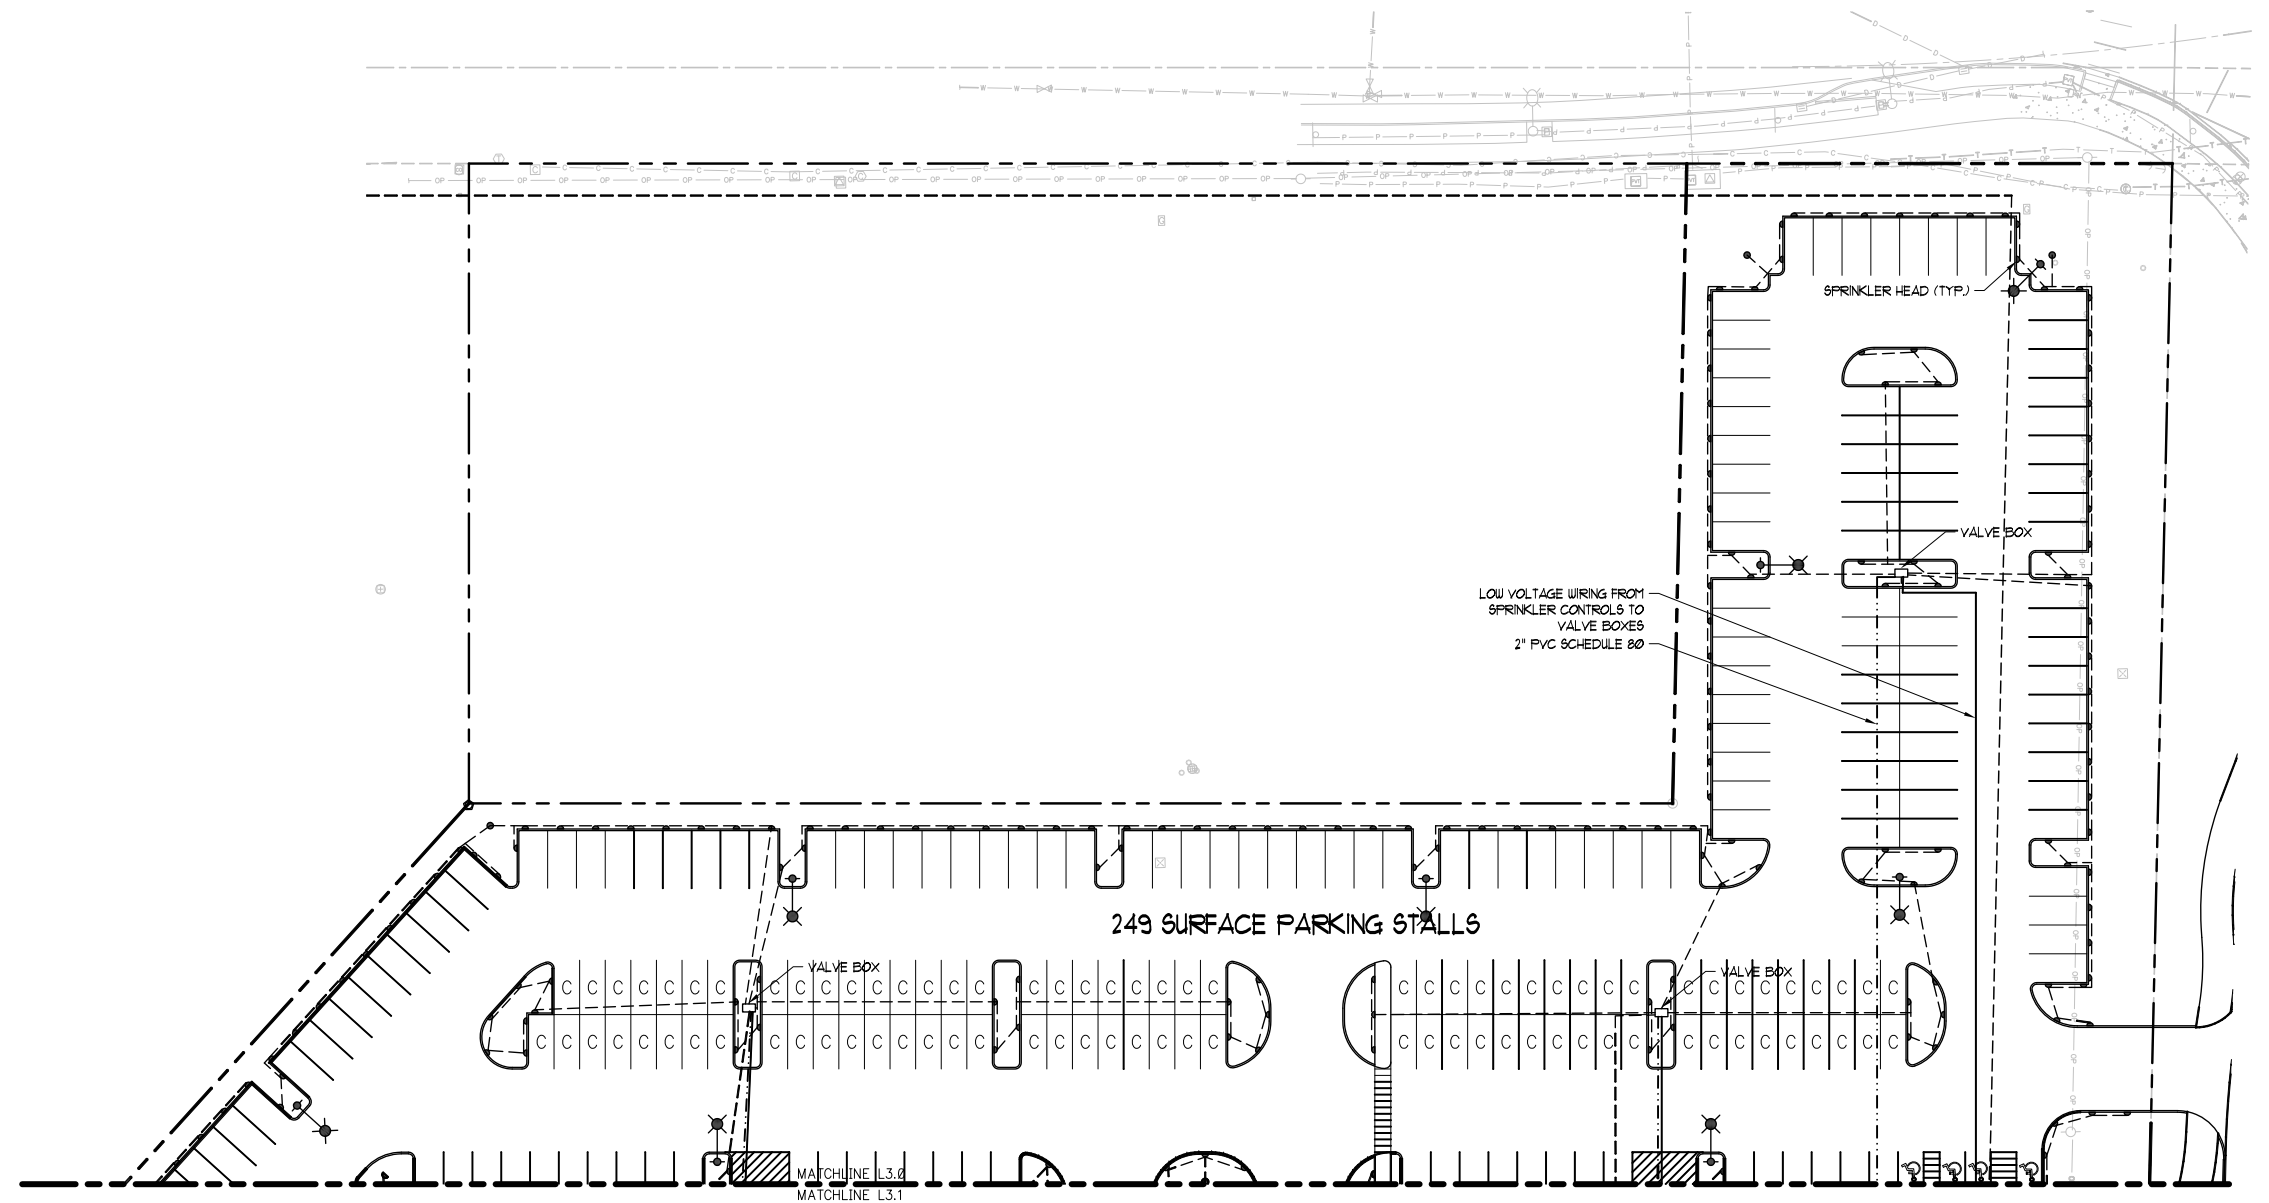 SPRINKLER HEAD (TYP.)
VALVE BOX
LOW VOLTAGE WIRING FROM
SPRINKLER CONTROLS TO
VALVE BOXES
2" PVC SCHEDULE 80
249 SURFACE PARKING STALLS
VALVE BOX
VALVE BOX
C C C C C C C C C C C C C C C C C C C C C C C C C C C C C C C C C C C C C C C C C C C
C C C C C C C C C C C C C C C C C C C C C C C C C C C C C C C C C C C C C C C C C C C C
MATCHLINE L3.0
MATCHLINE L3.1